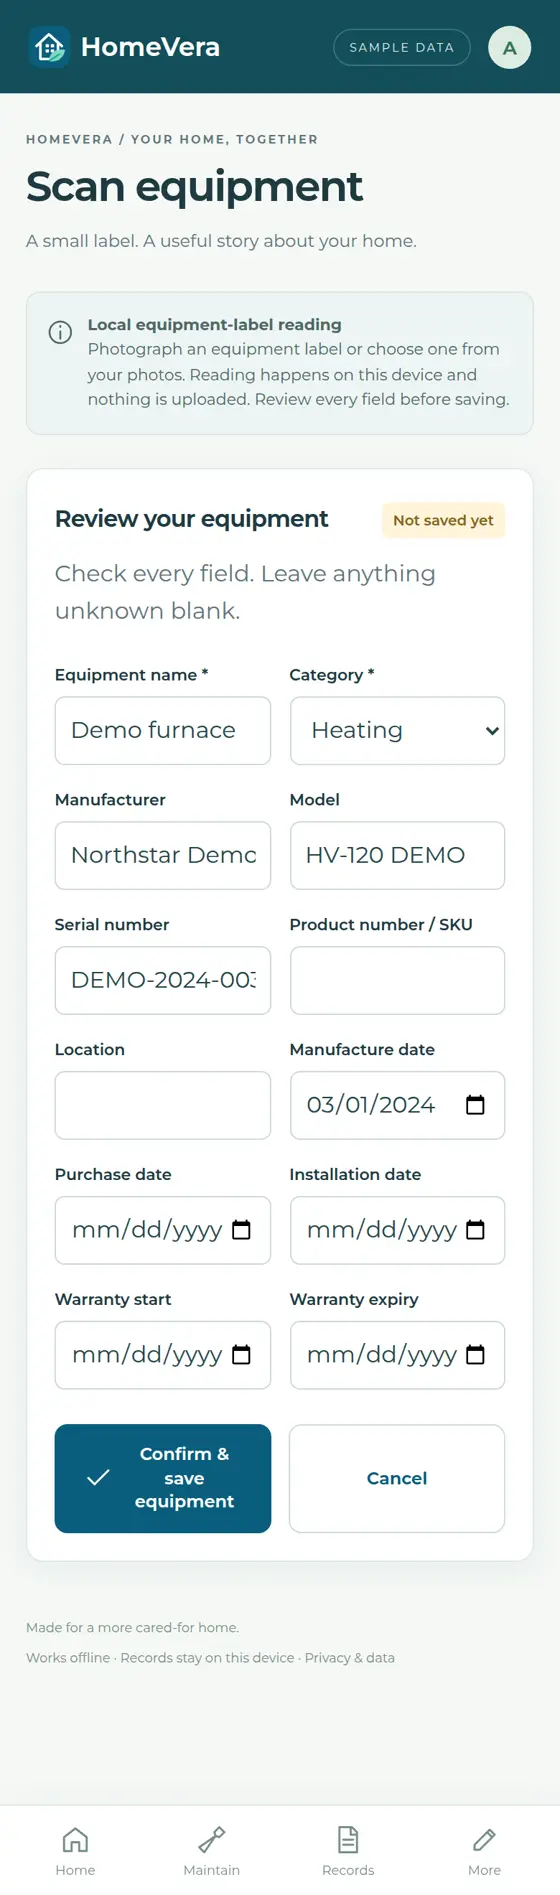 HomeVera
SAMPLE DATA
A
HOMEVERA / YOUR HOME, TOGETHER
Scan equipment
A small label. A useful story about your home.
Local equipment-label reading
Photograph an equipment label or choose one from
your photos. Reading happens on this device and
nothing is uploaded. Review every field before saving.
Review your equipment
Not saved yet
Check every field. Leave anything
unknown blank.
Equipment name *
Category *
Demo furnace
Heating
Manufacturer
Model
Northstar Demo
HV-120 DEMO
Serial number
Product number / SKU
DEMO-2024-003
Location
Manufacture date
03/01/2024
Purchase date
Installation date
mm/dd/yyyy
mm/dd/yyyy
Warranty start
Warranty expiry
mm/dd/yyyy
mm/dd/yyyy
Confirm &
save
equipment
Cancel
Made for a more cared-for home.
Works offline · Records stay on this device · Privacy & data
Home
Maintain
Records
More